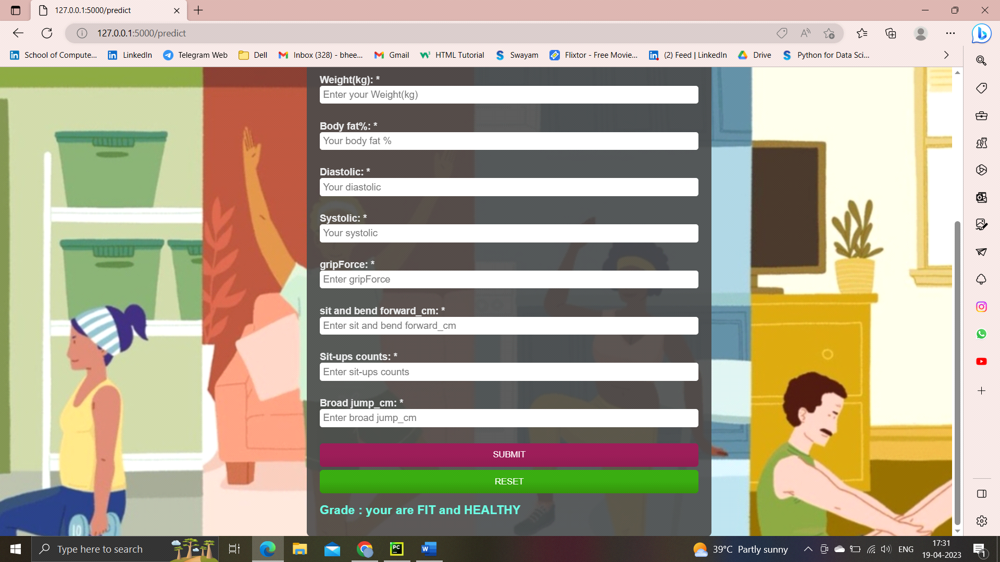 127.0.0.1:5000/predict
127.0.0.1:5000/predict
School of Compute... LinkedIn Telegram Web Dell Inbox (328) - bhee... Gmail HTML Tutorial Swayam Flixtor - Free Movie... (2) Feed | LinkedIn Drive Python for Data Sci...
Weight(kg): *
Enter your Weight(kg)
Body fat%: *
Your body fat %
Diastolic: *
Your diastolic
Systolic: *
Your systolic
gripForce: *
Enter gripForce
sit and bend forward_cm: *
Enter sit and bend forward_cm
Sit-ups counts: *
Enter sit-ups counts
Broad jump_cm: *
Enter broad jump_cm
SUBMIT
RESET
Grade : your are FIT and HEALTHY
10
Type here to search
PC
W
39°C Partly sunny
ENG
17:31
19-04-2023
1